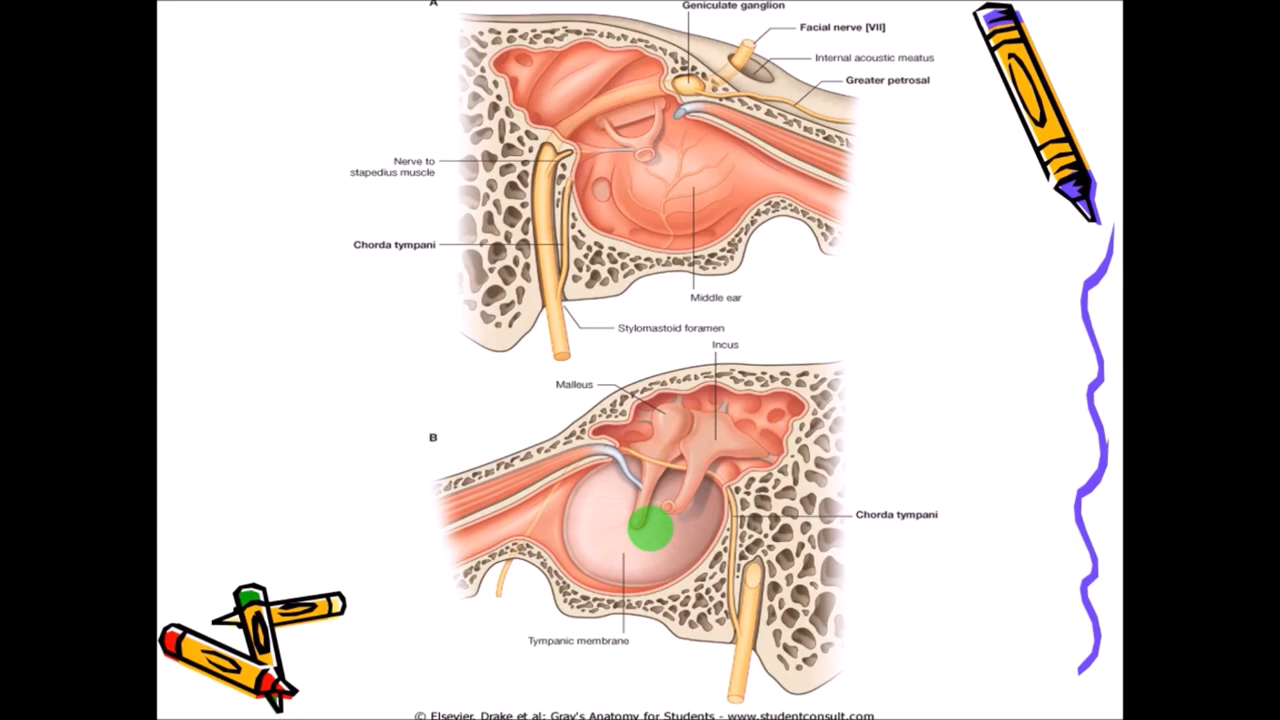 A
Geniculate ganglion
Facial nerve [VII]
Internal acoustic meatus
Greater petrosal
Nerve to
stapedius muscle
Chorda tympani
Middle ear
Stylomastoid foramen
Incus
Malleus
B
Chorda tympani
Tympanic membrane
© Elsevier. Drake et al: Gray's Anatomy for Students - www.studentconsult.com